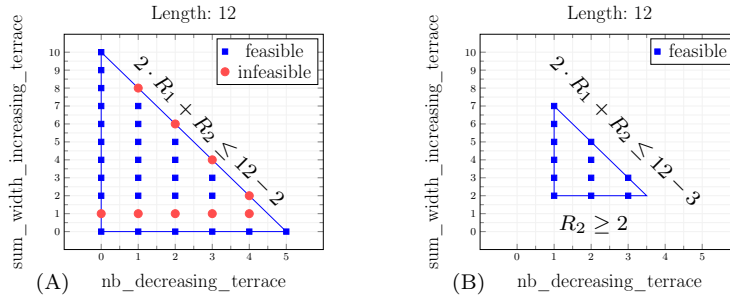 Length: 12
sum_width_increasing_terrace
10
9
8
7
6
5
4
3
2
1
0
feasible
infeasible
2 · R₁ + R₂ ≤ 12 − 2
0 1 2 3 4 5
(A) nb_decreasing_terrace
Length: 12
sum_width_increasing_terrace
10
9
8
7
6
5
4
3
2
1
0
feasible
2 · R₁ + R₂ ≤ 12 − 3
R₂ ≥ 2
0 1 2 3 4 5
(B) nb_decreasing_terrace